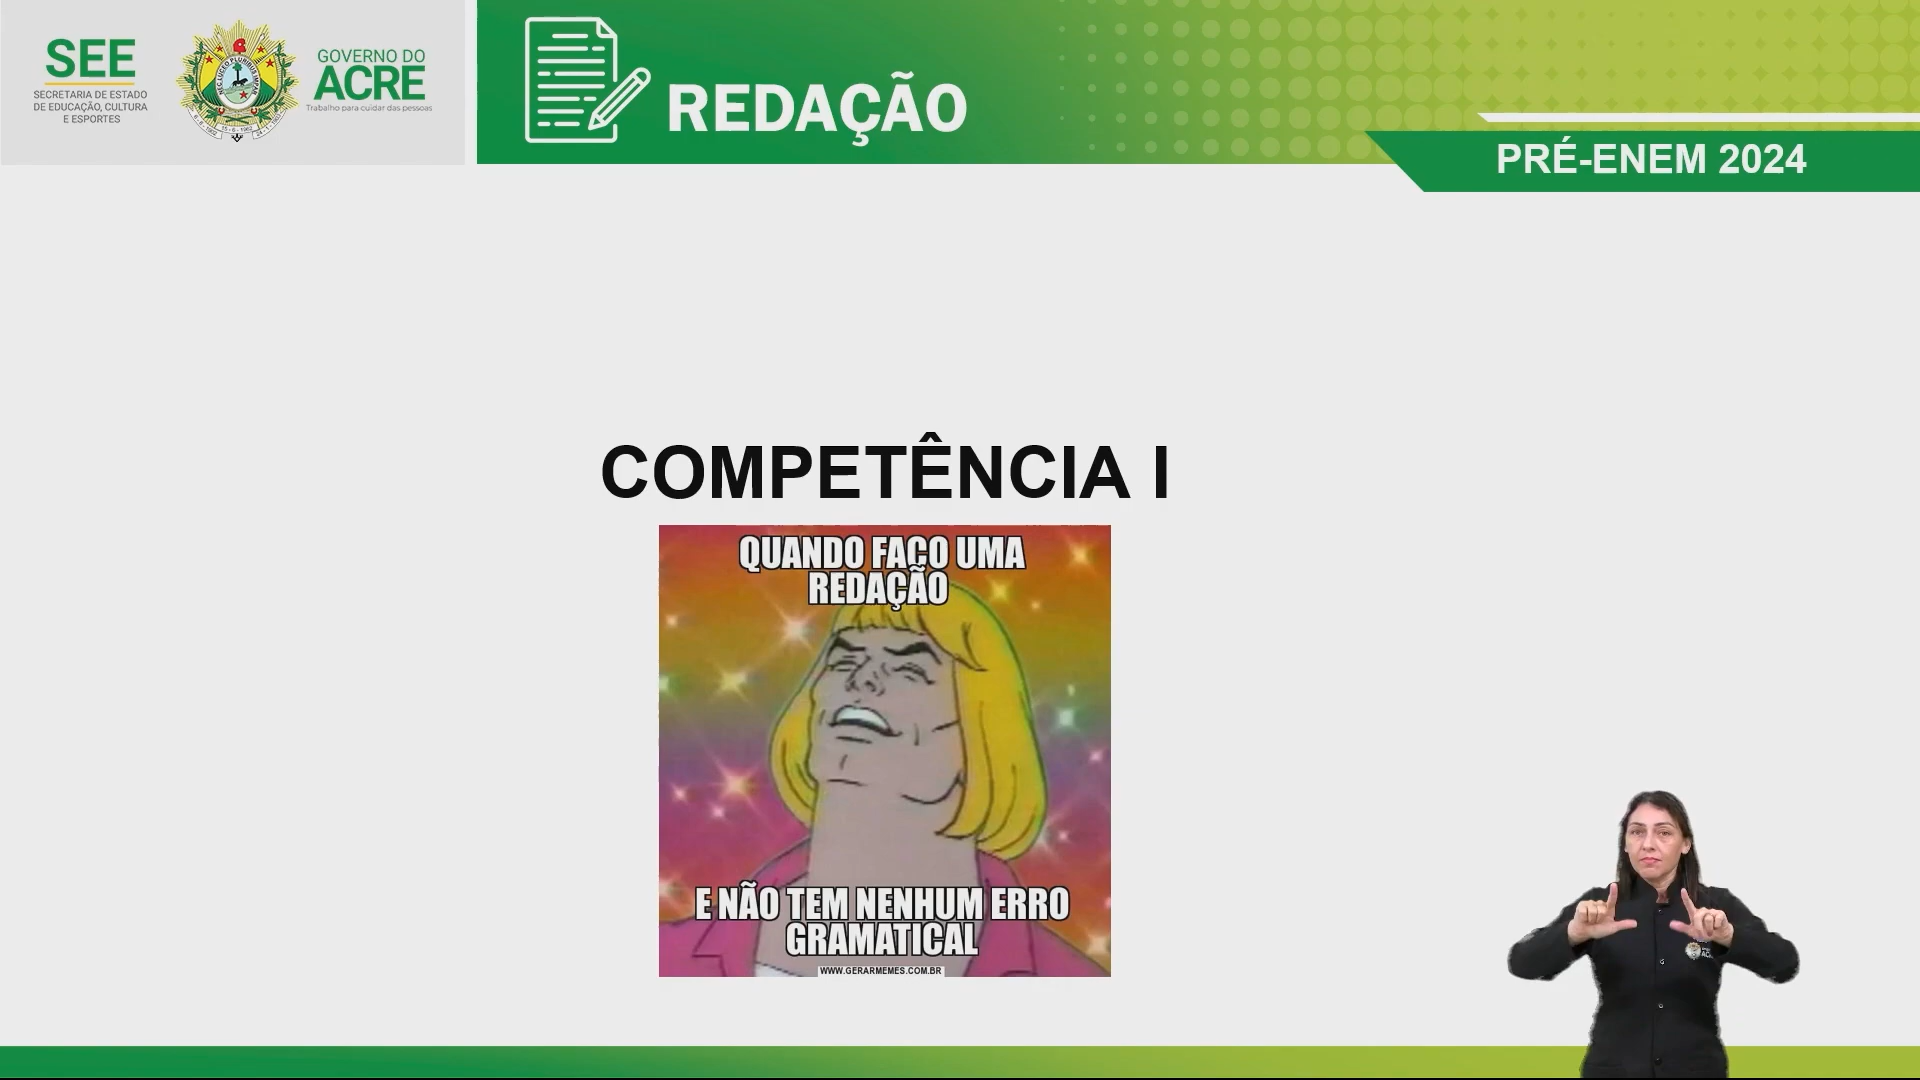 SEE
SECRETARIA DE ESTADO
DE EDUCAÇÃO, CULTURA
E ESPORTES
GOVERNO DO
ACRE
Trabalho para cuidar das pessoas
REDAÇÃO
PRÉ-ENEM 2024
COMPETÊNCIA I
QUANDO FAÇO UMA
REDAÇÃO
E NÃO TEM NENHUM ERRO
GRAMATICAL
WWW.GERARMEMES.COM.BR